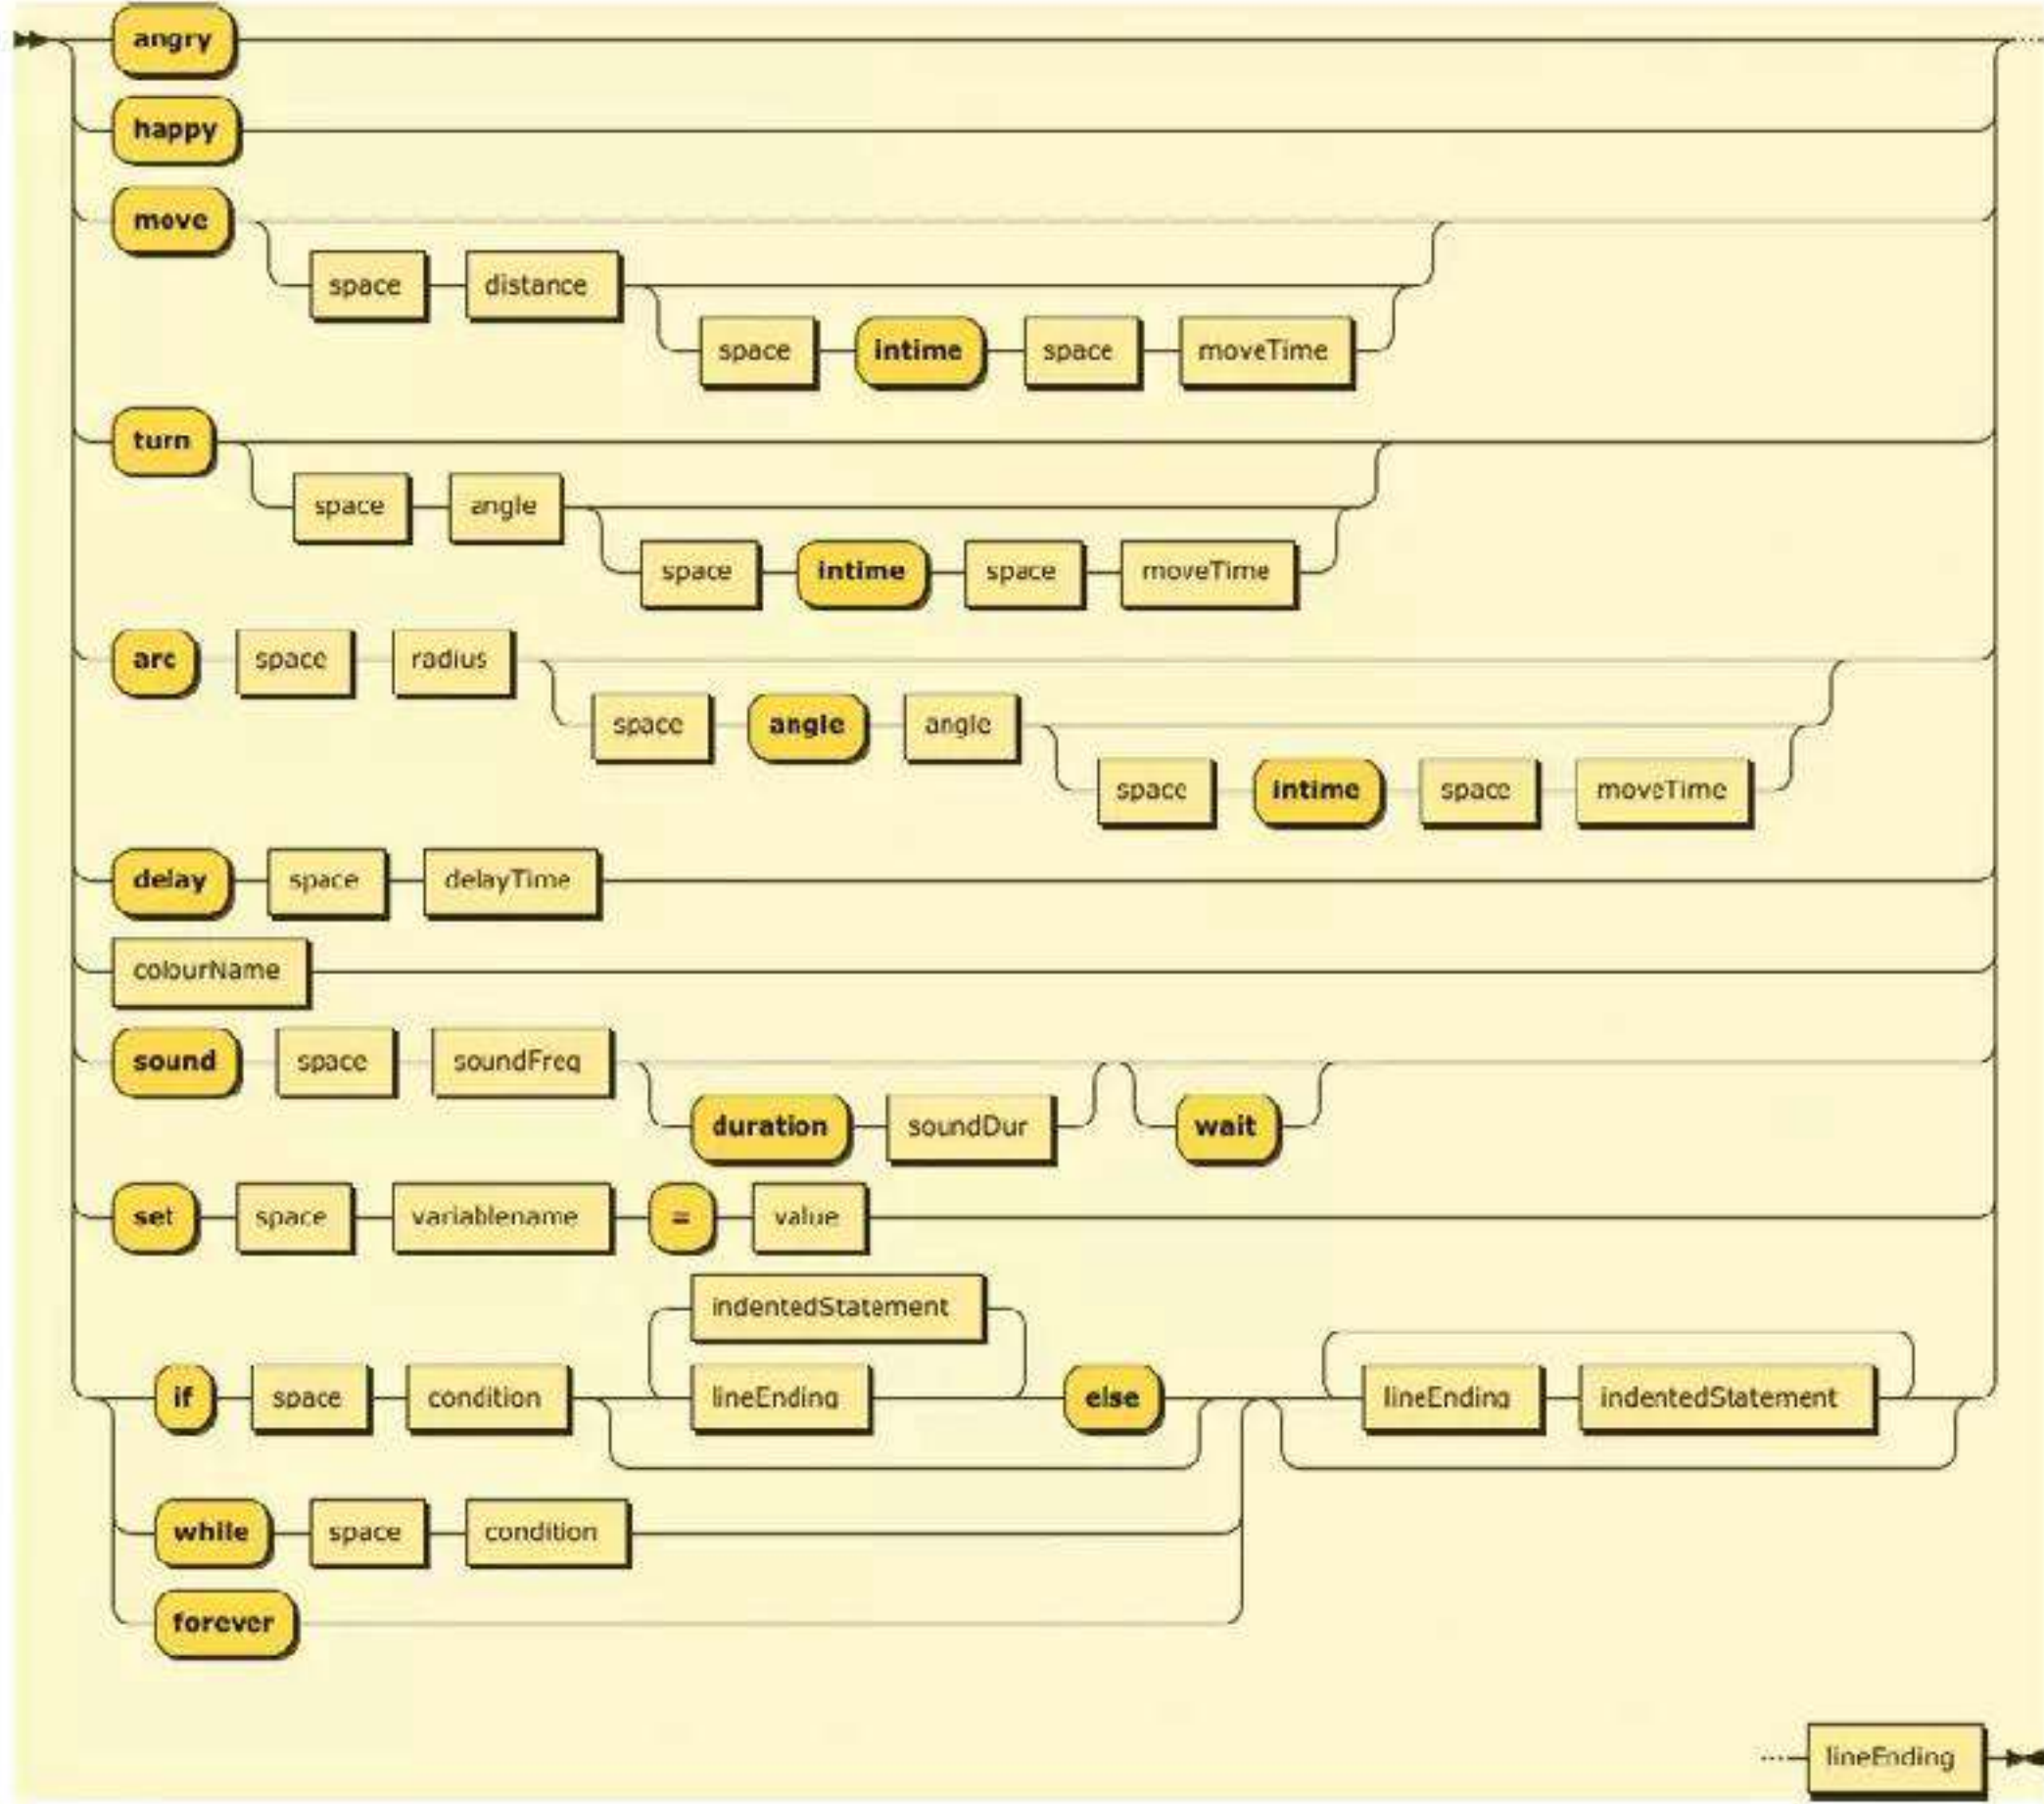 angry
happy
move
space distance
space intime space moveTime
turn
space angle
space intime space moveTime
arc space radius
space angle angle
space intime space moveTime
delay space delayTime
colourName
sound space soundFreq
duration soundDur wait
set space variablename = value
indentedStatement
if space condition lineEnding else lineEnding indentedStatement
while space condition
forever
lineEnding